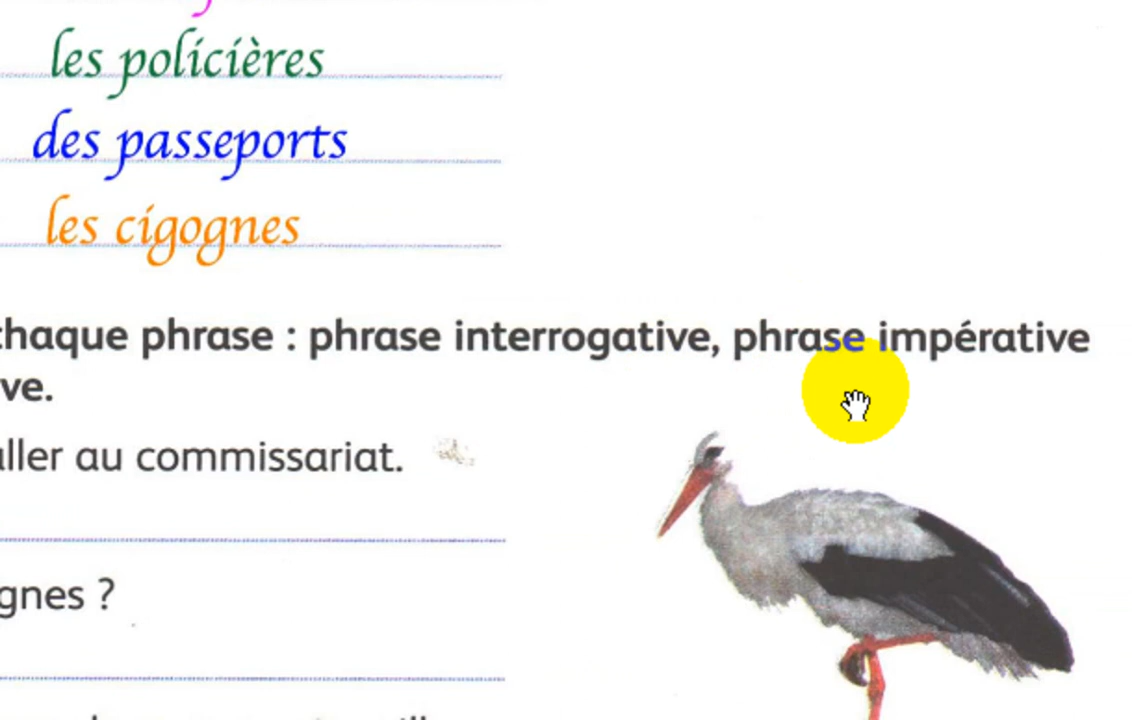 les policières
des passeports
les cigognes
chaque phrase : phrase interrogative, phrase impérative
ve.
aller au commissariat.
gnes ?